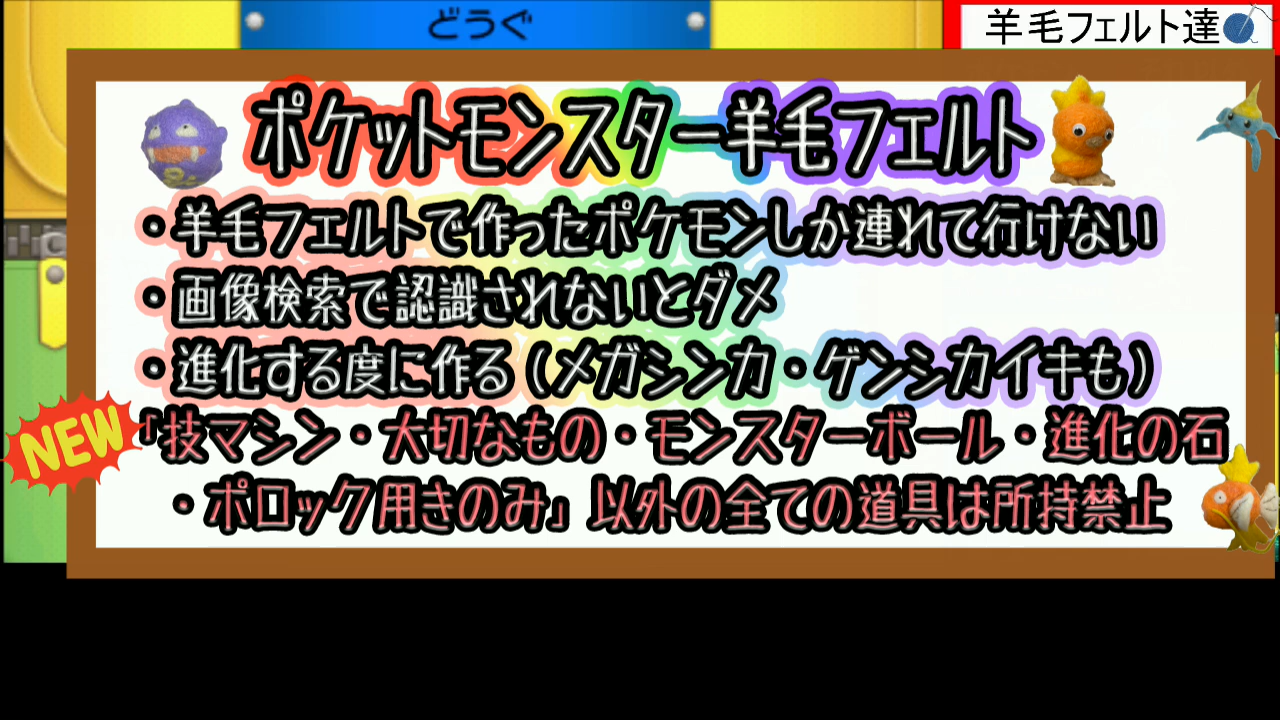 どうぐ
羊毛フェルト達
ポケットモンスター羊毛フェルト
・羊毛フェルトで作ったポケモンしか連れて行けない
・画像検索で認識されないとダメ
・進化する度に作る(メガシンカ・ゲンシカイキも)
NEW
「技マシン・大切なもの・モンスターボール・進化の石
・ポロック用きのみ」以外の全ての道具は所持禁止